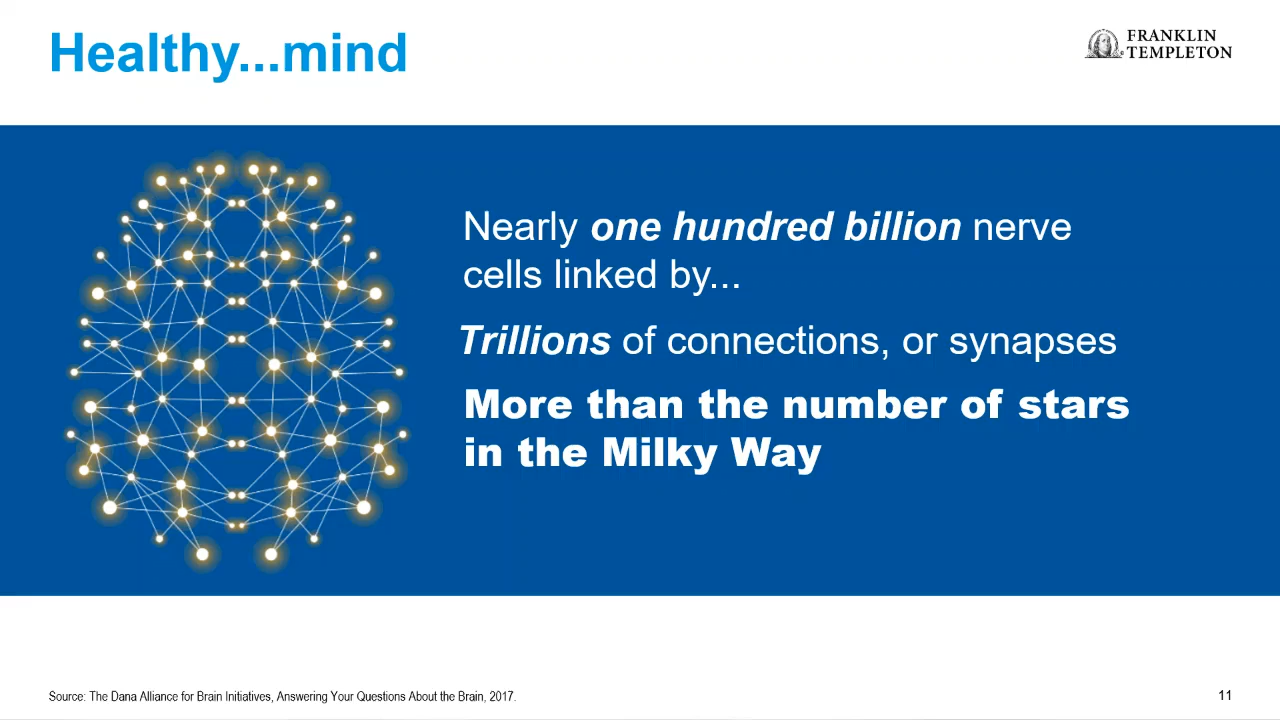 Healthy...mind
FRANKLIN
TEMPLETON
Nearly one hundred billion nerve
cells linked by...
Trillions of connections, or synapses
More than the number of stars
in the Milky Way
Source: The Dana Alliance for Brain Initiatives, Answering Your Questions About the Brain, 2017.
11